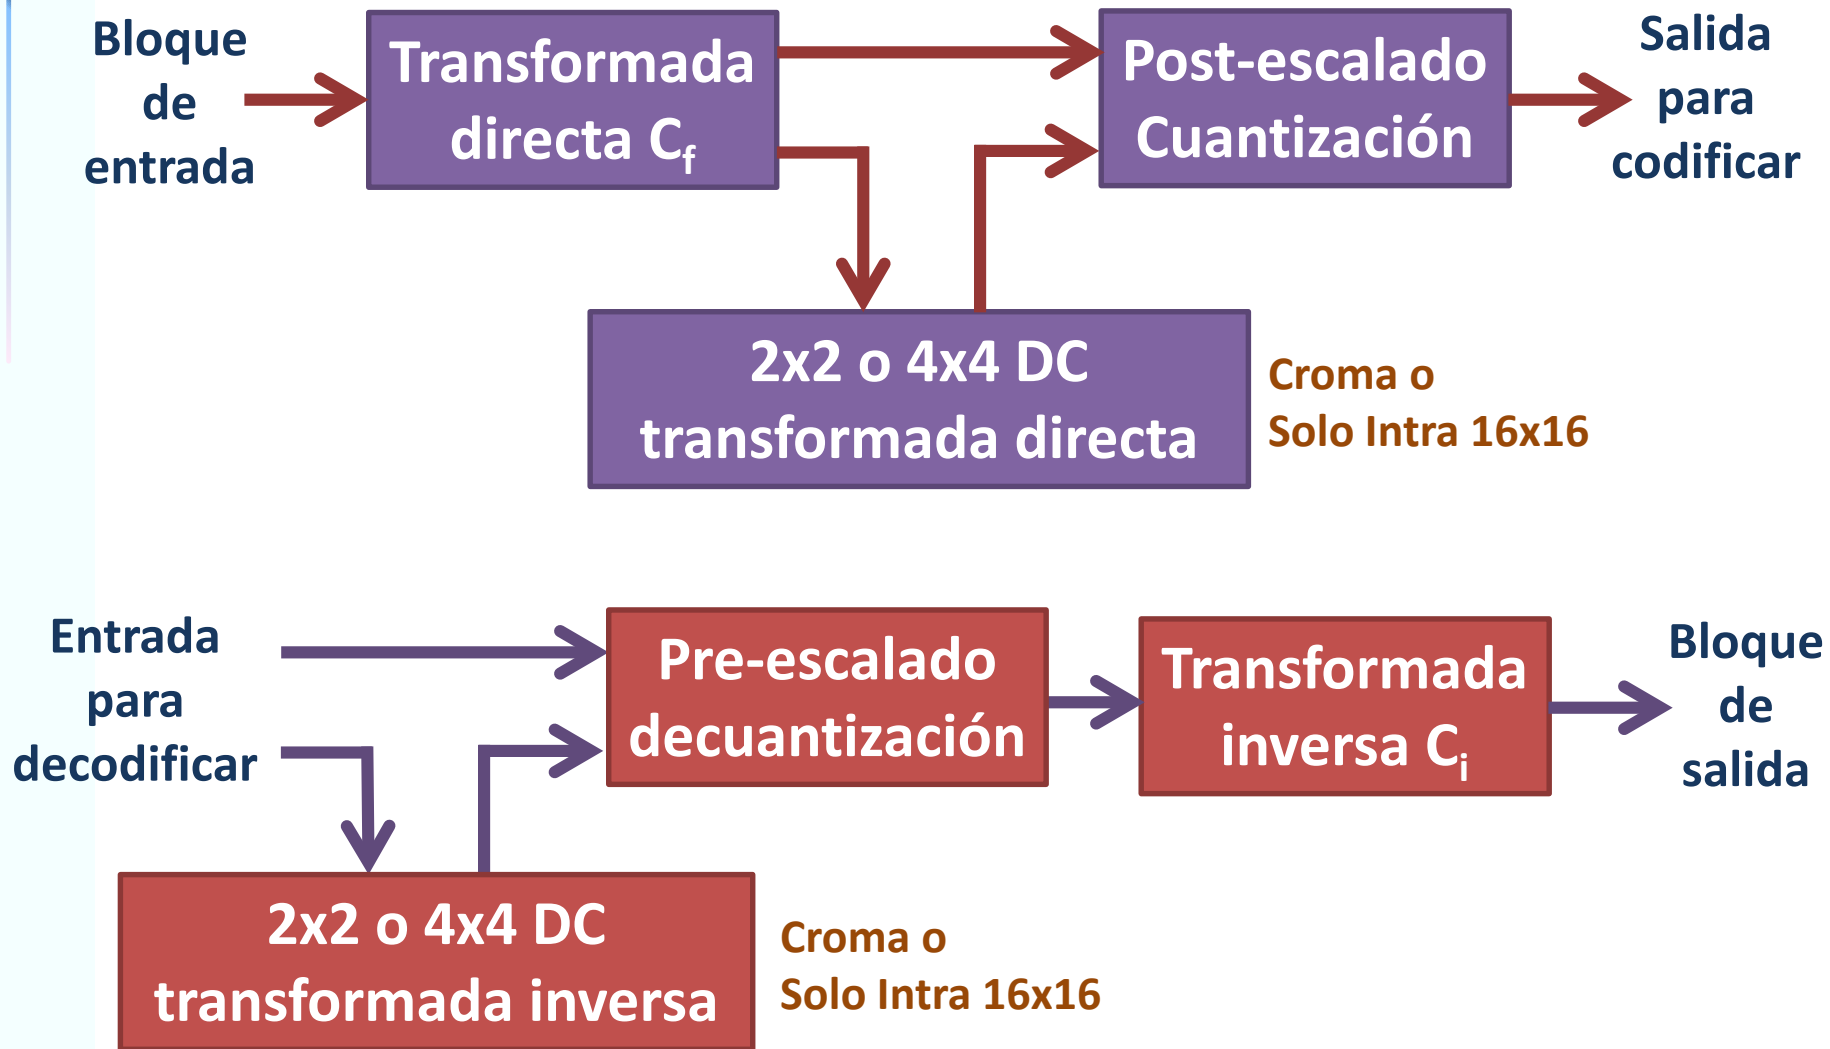 Bloque
de
entrada
Transformada
directa Cf
Post-escalado
Cuantización
Salida
para
codificar
2x2 o 4x4 DC
transformada directa
Croma o
Solo Intra 16x16
Entrada
para
decodificar
Pre-escalado
decuantización
Transformada
inversa Ci
Bloque
de
salida
2x2 o 4x4 DC
transformada inversa
Croma o
Solo Intra 16x16